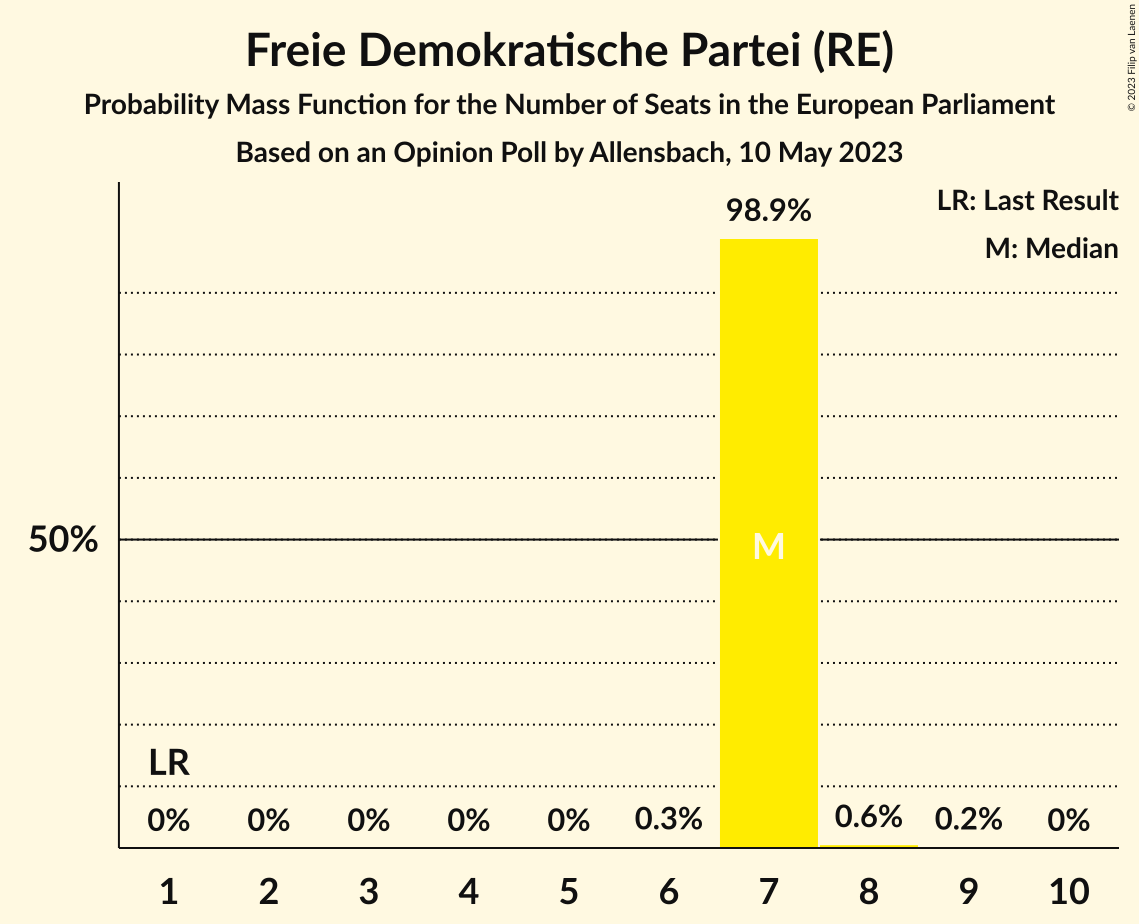 Freie Demokratische Partei (RE)
Probability Mass Function for the Number of Seats in the European Parliament
Based on an Opinion Poll by Allensbach, 10 May 2023
© 2023 Filip van Laenen
LR: Last Result
M: Median
98.9%
50%
M
LR
0% 0% 0% 0% 0% 0.3% 0.6% 0.2% 0%
1 2 3 4 5 6 7 8 9 10